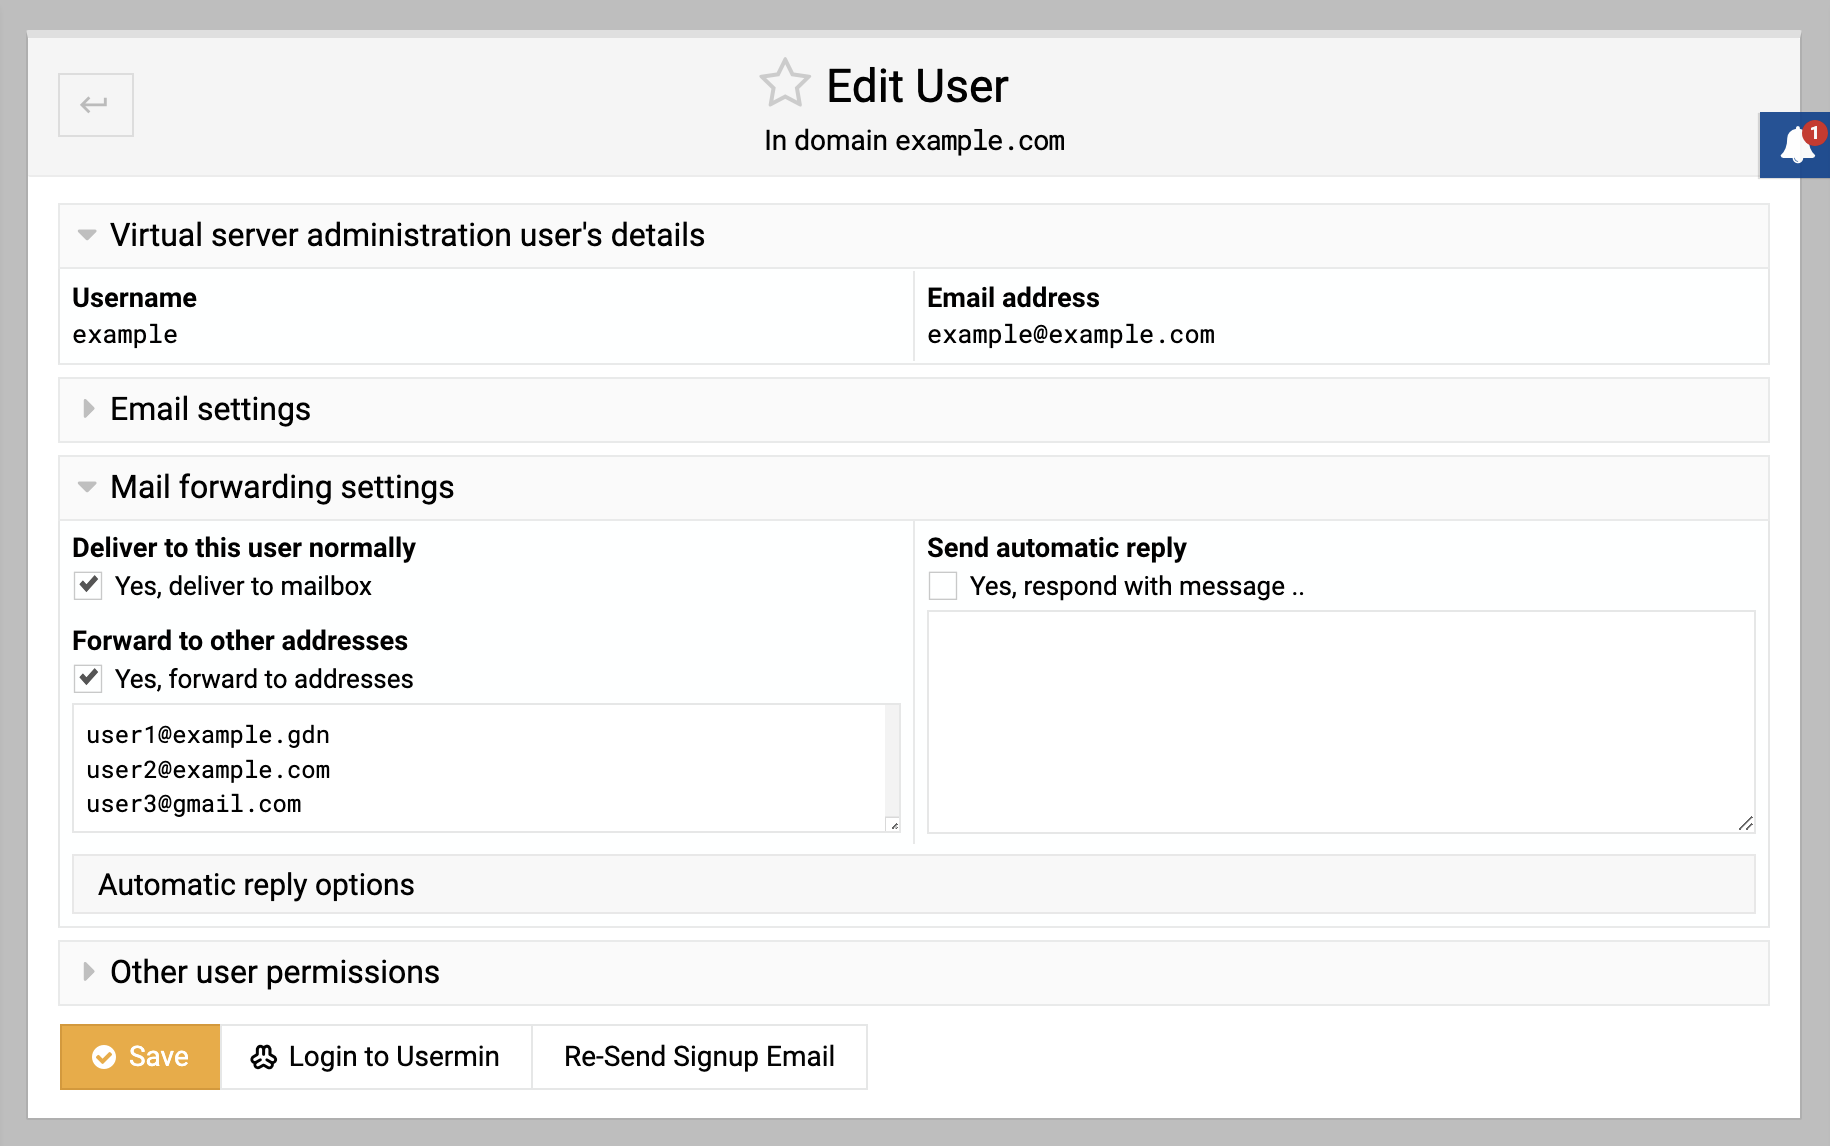 Edit User
In domain example.com
1
Virtual server administration user's details
Username
example
Email address
example@example.com
Email settings
Mail forwarding settings
Deliver to this user normally
Yes, deliver to mailbox
Forward to other addresses
Yes, forward to addresses
user1@example.gdn
user2@example.com
user3@gmail.com
Send automatic reply
Yes, respond with message ..
Automatic reply options
Other user permissions
Save
Login to Usermin
Re-Send Signup Email